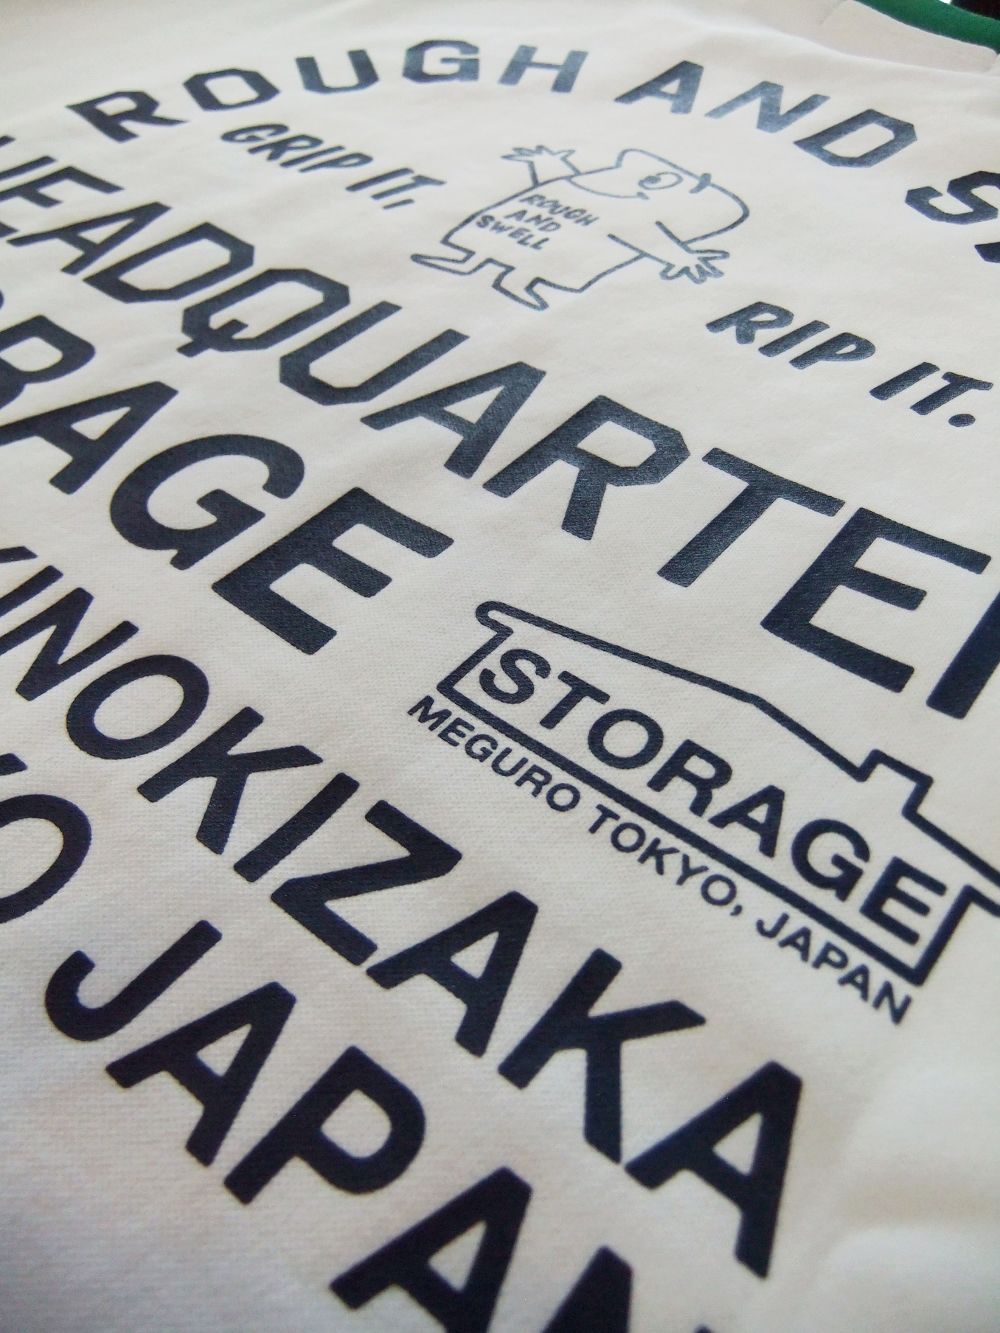 ROUGH AND S
GRIP IT,
ROUGH
AND
SWELL
RIP IT.
HEADQUARTE
RAGE
STORAGE
MEGURO TOKYO, JAPAN
INOKIZAKA
O JAPAN